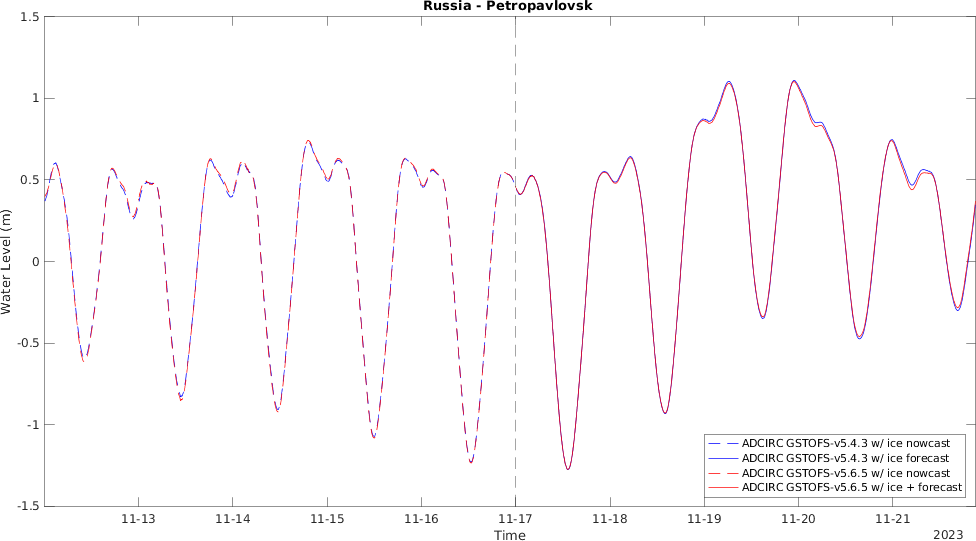 Russia - Petropavlovsk
1.5
1
0.5
0
-0.5
-1
-1.5
Water Level (m)
ADCIRC GSTOFS-v5.4.3 w/ ice nowcast
ADCIRC GSTOFS-v5.4.3 w/ ice forecast
ADCIRC GSTOFS-v5.6.5 w/ ice nowcast
ADCIRC GSTOFS-v5.6.5 w/ ice + forecast
11-13 11-14 11-15 11-16 11-17 11-18 11-19 11-20 11-21
Time
2023